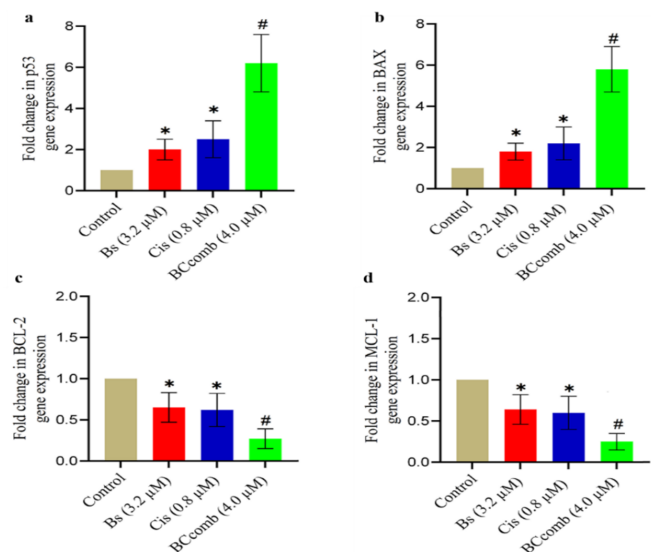 a
Fold change in p53
gene expression
8
6
4
2
0
*
*
#
Control
Bs (3.2 µM)
Cis (0.8 µM)
BCcomb (4.0 µM)
b
Fold change in BAX
gene expression
8
6
4
2
0
*
*
#
Control
Bs (3.2 µM)
Cis (0.8 µM)
BCcomb (4.0 µM)
c
Fold change in BCL-2
gene expression
2.0
1.5
1.0
0.5
0.0
*
*
#
Control
Bs (3.2 µM)
Cis (0.8 µM)
BCcomb (4.0 µM)
d
Fold change in MCL-1
gene expression
2.0
1.5
1.0
0.5
0.0
*
*
#
Control
Bs (3.2 µM)
Cis (0.8 µM)
BCcomb (4.0 µM)